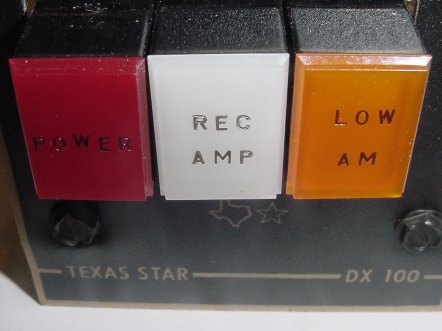 POWER
REC
AMP
LOW
AM
TEXAS STAR
DX 100